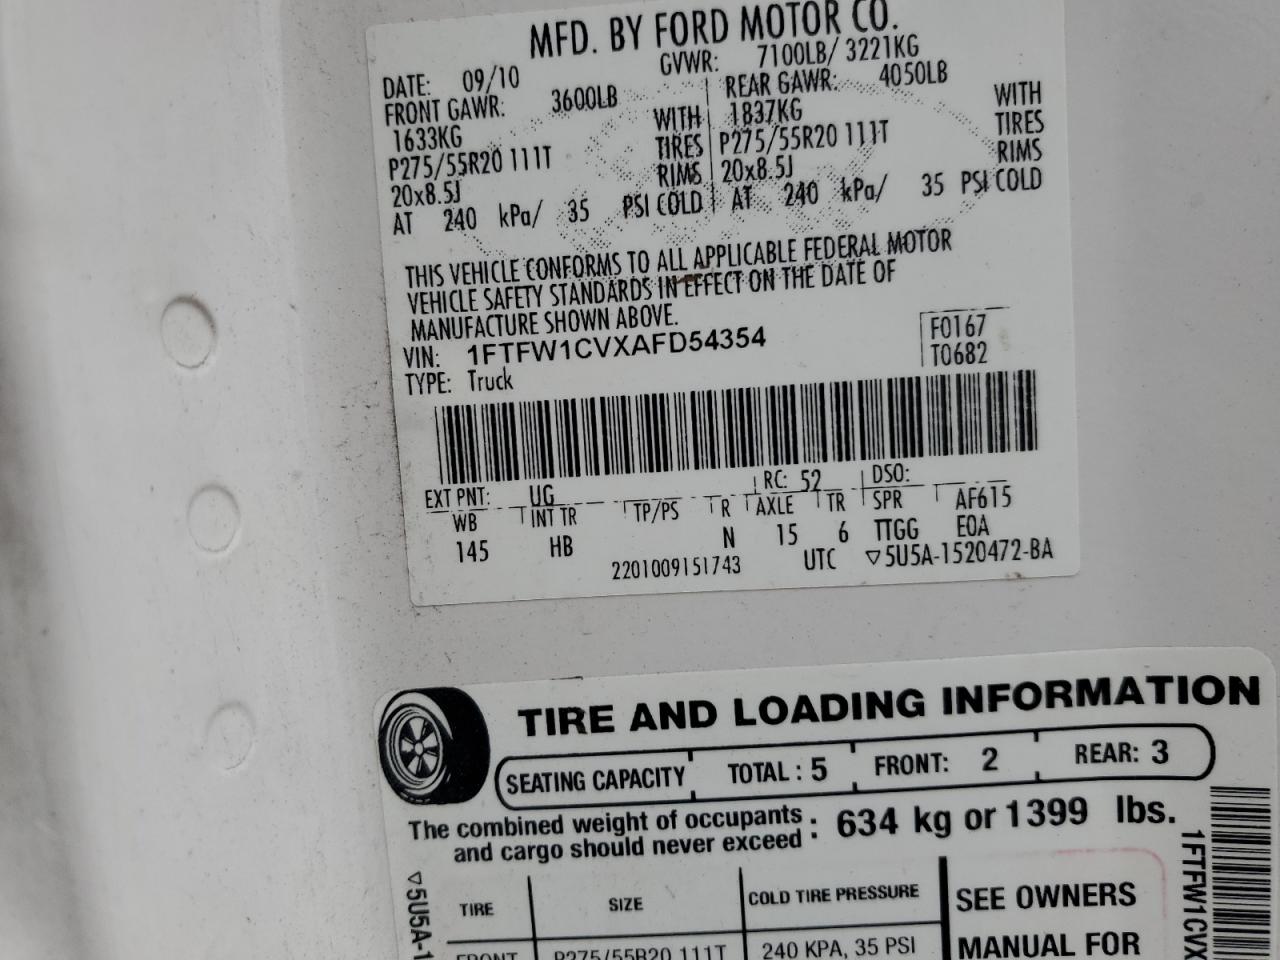 MFD. BY FORD MOTOR CO.
DATE: 09/10 GVWR: 7100LB/ 3221KG
FRONT GAWR: 3600LB REAR GAWR: 4050LB
1633KG WITH 1837KG WITH
P275/55R20 111T TIRES P275/55R20 111T TIRES
20x8.5J RIMS 20x8.5J RIMS
AT 240 kPa/ 35 PSI COLD AT 240 kPa/ 35 PSI COLD
THIS VEHICLE CONFORMS TO ALL APPLICABLE FEDERAL MOTOR
VEHICLE SAFETY STANDARDS IN EFFECT ON THE DATE OF
MANUFACTURE SHOWN ABOVE.
VIN: 1FTFW1CVXAFD54354 F0167
TYPE: Truck T0682
EXT PNT: UG RC: 52 DSO:
WB INT TR TP/PS R AXLE TR SPR AF615
145 HB N 15 6 TTGG E0A
2201009151743 UTC ▽5U5A-1520472-BA
TIRE AND LOADING INFORMATION
SEATING CAPACITY TOTAL : 5 FRONT: 2 REAR: 3
The combined weight of occupants
and cargo should never exceed : 634 kg or 1399 lbs.
TIRE SIZE COLD TIRE PRESSURE SEE OWNERS
FRONT P275/55R20 111T 240 KPA, 35 PSI MANUAL FOR
▽5U5A-1
1FTFW1CVX